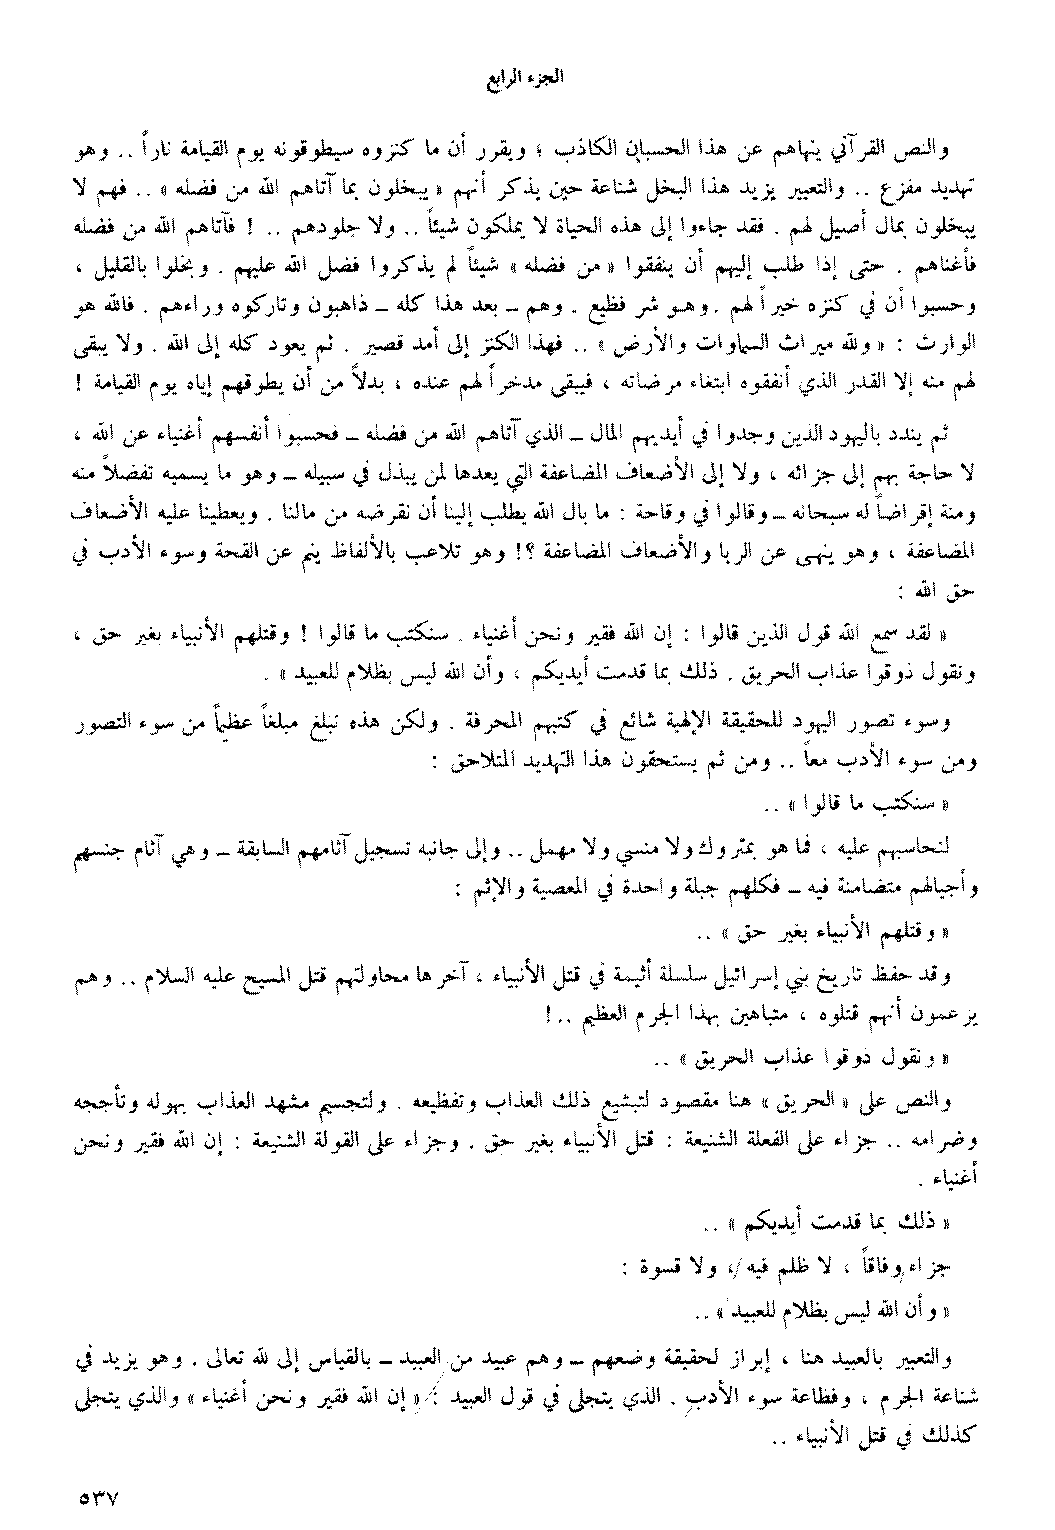 الجزء الرابع
والنص القرآني ينهاهم عن هذا الحسبان الكاذب ؛ ويقرر أن ما كنزوه سيطوقونه يوم القيامة ناراً .. وهو
تهديد مفزع .. والتعبير يزيد هذا البخل شناعة حين يذكر أنهم « يبخلون بما آتاهم الله من فضله » .. فهم لا
يبخلون بمال أصيل لهم . فقد جاءوا إلى هذه الحياة لا يملكون شيئاً .. ولا جلودهم .. ! فآتاهم الله من فضله
فأغناهم . حتى إذا طلب إليهم أن ينفقوا « من فضله » شيئاً لم يذكروا فضل الله عليهم . وبخلوا بالقليل ،
وحسبوا أن في كنزه خيراً لهم . وهو شر فظيع . وهم – بعد هذا كله – ذاهبون وتاركوه وراءهم . فالله هو
الوارث : « ولله ميراث السماوات والأرض » .. فهذا الكنز إلى أمد قصير . ثم يعود كله إلى الله . ولا يبقى
لهم منه إلا القدر الذي أنفقوه ابتغاء مرضاته ، فيبقى مدخراً لهم عنده ، بدلاً من أن يطوقهم إياه يوم القيامة !
ثم يندد باليهود الذين وجدوا في أيديهم المال – الذي آتاهم الله من فضله – فحسبوا أنفسهم أغنياء عن الله ،
لا حاجة بهم إلى جزائه ، ولا إلى الأضعاف المضاعفة التي يعدها لمن يبذل في سبيله – وهو ما يسميه تفضلاً منه
ومنة إقراضاً له سبحانه – وقالوا في وقاحة : ما بال الله يطلب إلينا أن نقرضه من مالنا . ويعطينا عليه الأضعاف
المضاعفة ، وهو ينهى عن الربا والأضعاف المضاعفة ؟! وهو تلاعب بالألفاظ ينم عن القحة وسوء الأدب في
حق الله :
« لقد سمع الله قول الذين قالوا : إن الله فقير ونحن أغنياء . سنكتب ما قالوا ! وقتلهم الأنبياء بغير حق ،
ونقول ذوقوا عذاب الحريق . ذلك بما قدمت أيديكم ، وأن الله ليس بظلام للعبيد » .
وسوء تصور اليهود للحقيقة الإلهية شائع في كتبهم المحرفة . ولكن هذه تبلغ مبلغاً عظيماً من سوء التصور
ومن سوء الأدب معاً .. ومن ثم يستحقون هذا التهديد المتلاحق :
« سنكتب ما قالوا » ..
لنحاسبهم عليه ، فما هو بمتروك ولا منسي ولا مهمل .. وإلى جانبه تسجيل آثامهم السابقة – وهي آثام جنسهم
وأجيالهم متضامنة فيه – فكلهم جبلة واحدة في المعصية والإثم :
« وقتلهم الأنبياء بغير حق » ..
وقد حفظ تاريخ بني إسرائيل سلسلة أثيمة في قتل الأنبياء ، آخرها محاولتهم قتل المسيح عليه السلام .. وهم
يزعمون أنهم قتلوه ، متباهين بهذا الجرم العظيم ..!
« ونقول ذوقوا عذاب الحريق » ..
والنص على « الحريق » هنا مقصود لتبشيع ذلك العذاب وتفظيعه . ولتجسيم مشهد العذاب بهوله وتأججه
وضرامه .. جزاء على الفعلة الشنيعة : قتل الأنبياء بغير حق . وجزاء على القولة الشنيعة : إن الله فقير ونحن
أغنياء .
« ذلك بما قدمت أيديكم » ..
جزاء وفاقاً ، لا ظلم فيه ، ولا قسوة :
« وأن الله ليس بظلام للعبيد » ..
والتعبير بالعبيد هنا ، إبراز لحقيقة وضعهم – وهم عبيد من العبيد – بالقياس إلى لله تعالى . وهو يزيد في
شناعة الجرم ، وفظاعة سوء الأدب . الذي يتجلى في قول العبيد : « إن الله فقير ونحن أغنياء » والذي يتجلى
كذلك في قتل الأنبياء ..
٥٣٧